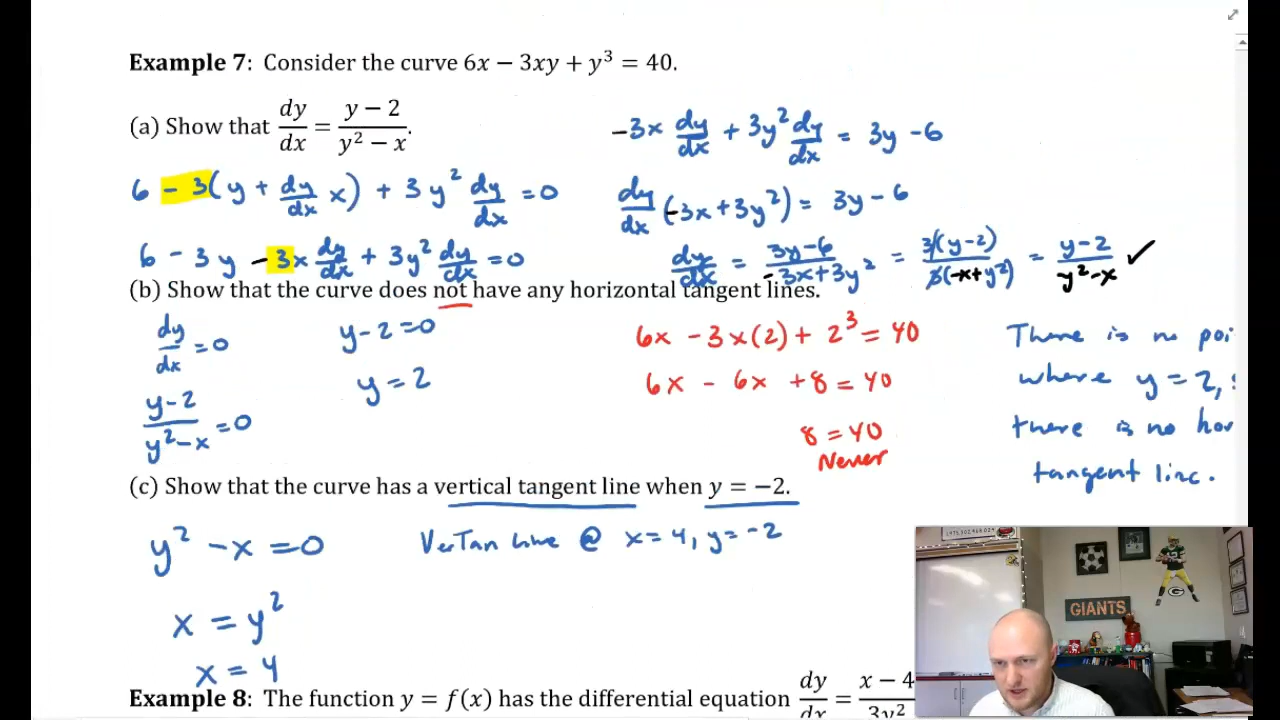 Example 7: Consider the curve 6x − 3xy + y³ = 40.
(a) Show that dy/dx = (y − 2)/(y² − x).
6 - 3(y + dy/dx x) + 3y² dy/dx = 0
6 - 3y - 3x dy/dx + 3y² dy/dx = 0
-3x dy/dx + 3y² dy/dx = 3y - 6
dy/dx (-3x + 3y²) = 3y - 6
dy/dx = (3y-6)/(-3x+3y²) = 3(y-2)/3(-x+y²) = (y-2)/(y²-x) ✓
(b) Show that the curve does not have any horizontal tangent lines.
dy/dx = 0
(y-2)/(y²-x) = 0
y-2 = 0
y = 2
6x - 3x(2) + 2³ = 40
6x - 6x + 8 = 40
8 = 40
Never
There is no poi
where y = 2, s
there is no hor
tangent line.
(c) Show that the curve has a vertical tangent line when y = −2.
y² - x = 0
x = y²
x = 4
VerTan Line @ x = 4, y = -2
GIANTS
G
Example 8: The function y = f(x) has the differential equation dy/dx = x − 4 / 3y²